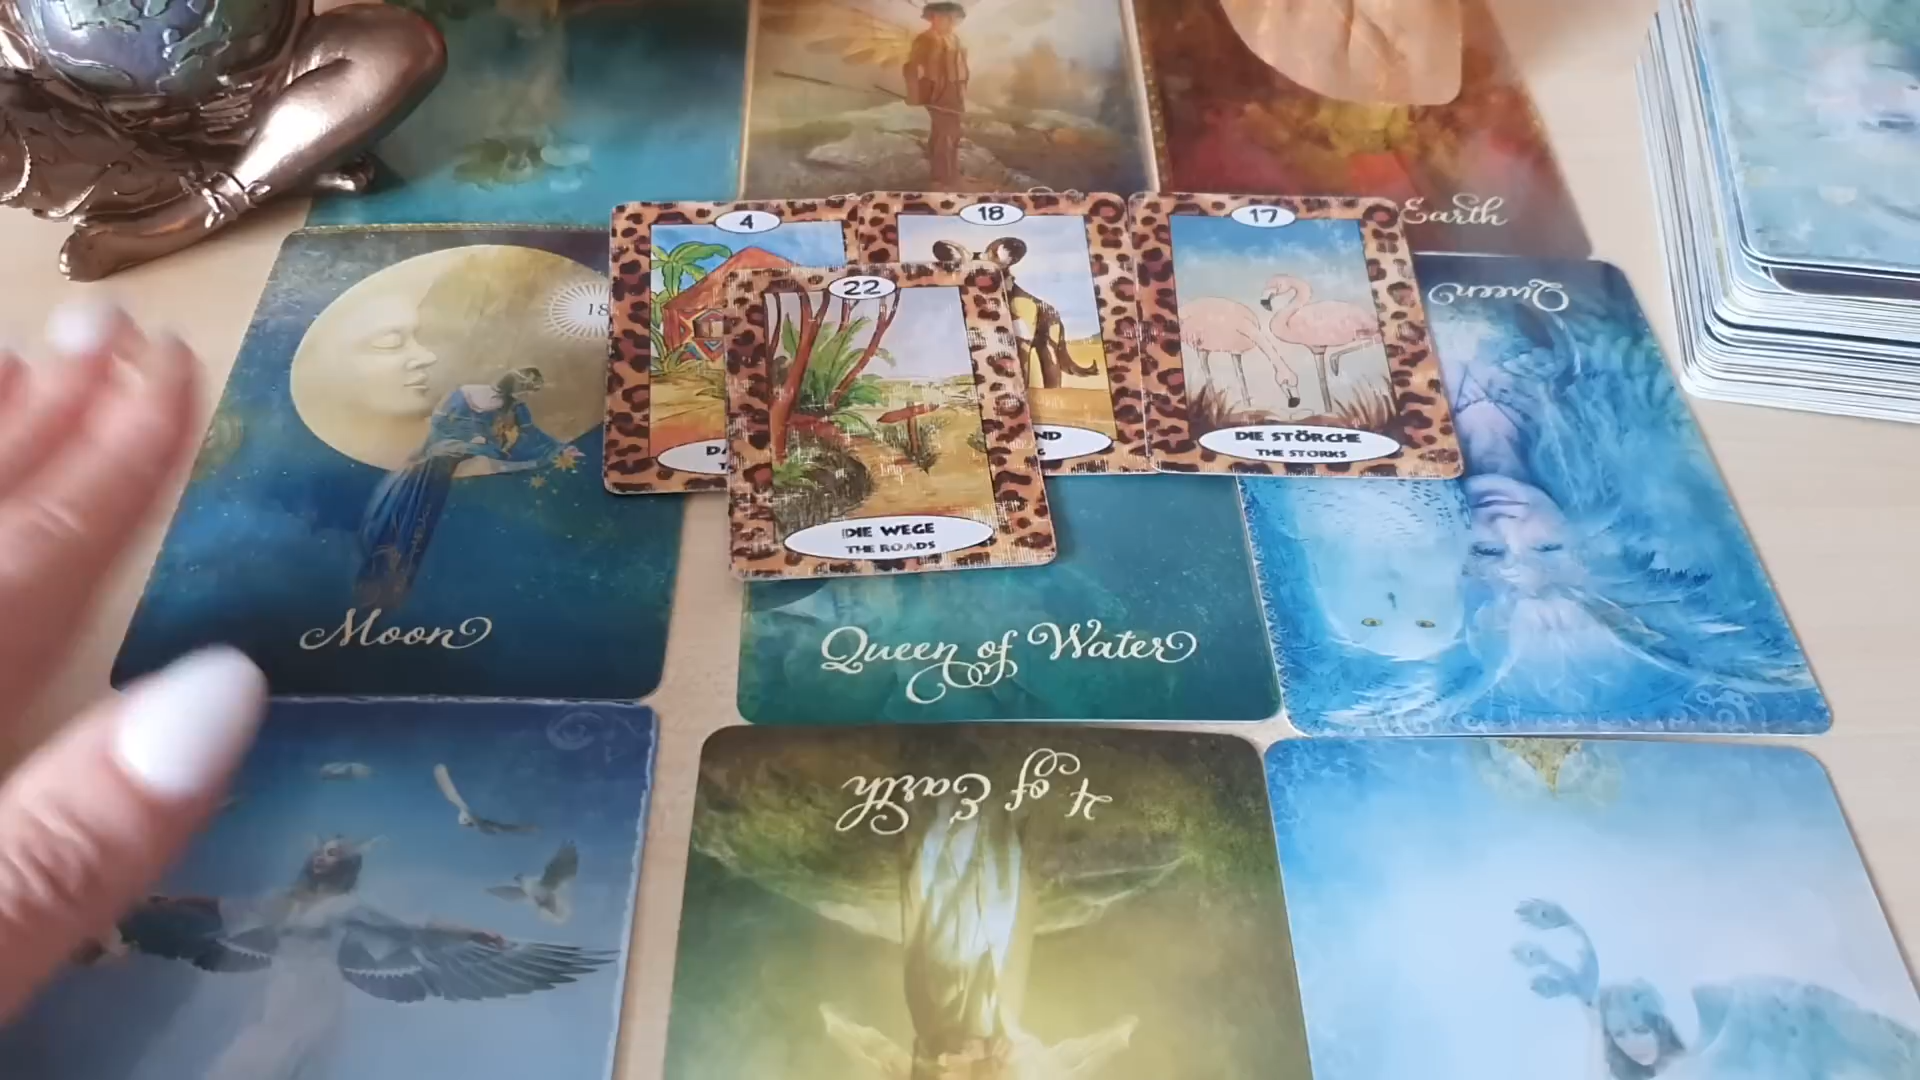 Earth
4
18
17
Queen
22
18
DIE STÖRCHE
THE STORKS
ND
DIE WEGE
THE ROADS
Moon
Queen of Water
4 of Earth